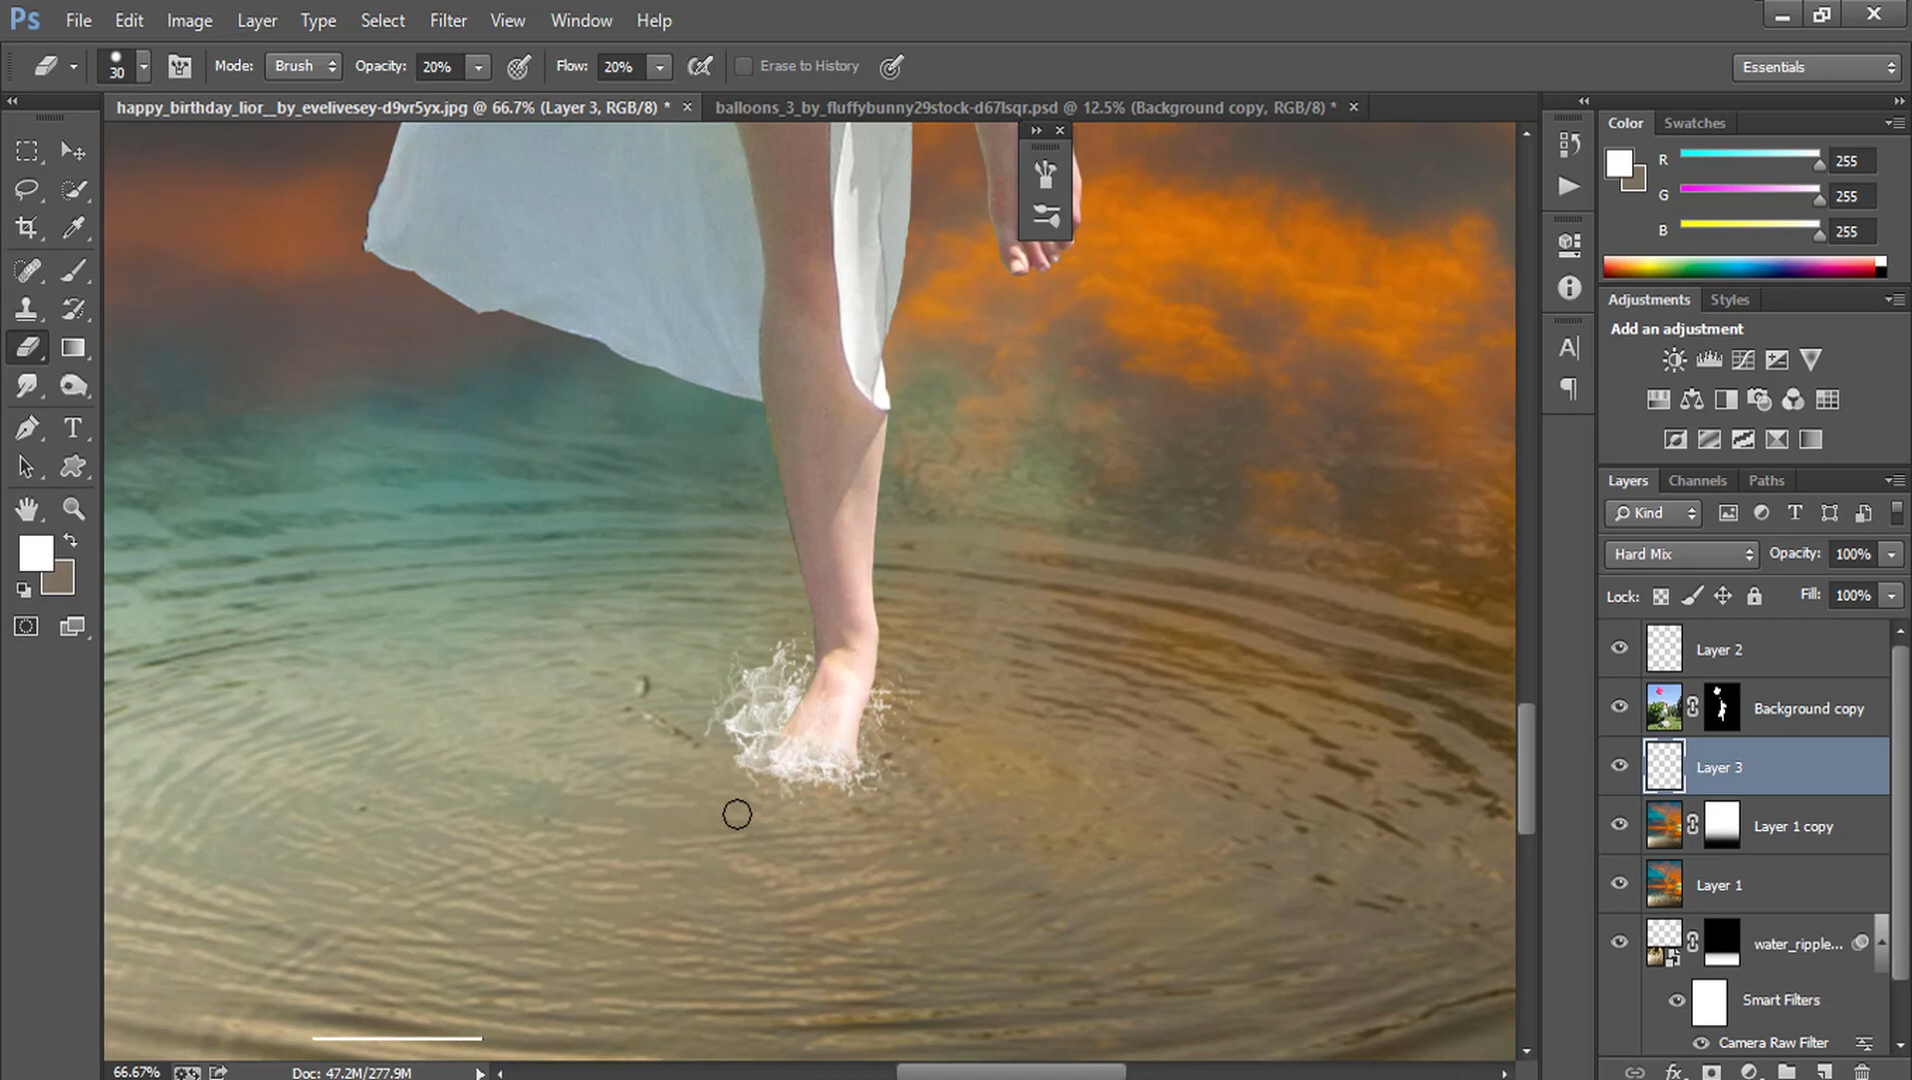 Ps File Edit Image Layer Type Select Filter View Window Help
30 Mode: Brush Opacity: 20% Flow: 20% Erase to History Essentials
happy_birthday_lior__by_evelivesey-d9vr5yx.jpg @ 66.7% (Layer 3, RGB/8) * balloons_3_by_fluffybunny29stock-d67lsqr.psd @ 12.5% (Background copy, RGB/8) *
Color Swatches
R 255
G 255
B 255
Adjustments Styles
Add an adjustment
Layers Channels Paths
Kind
Hard Mix Opacity: 100%
Lock: Fill: 100%
Layer 2
Background copy
Layer 3
Layer 1 copy
Layer 1
water_ripple...
Smart Filters
Camera Raw Filter
66.67% Doc: 47.2M/277.9M